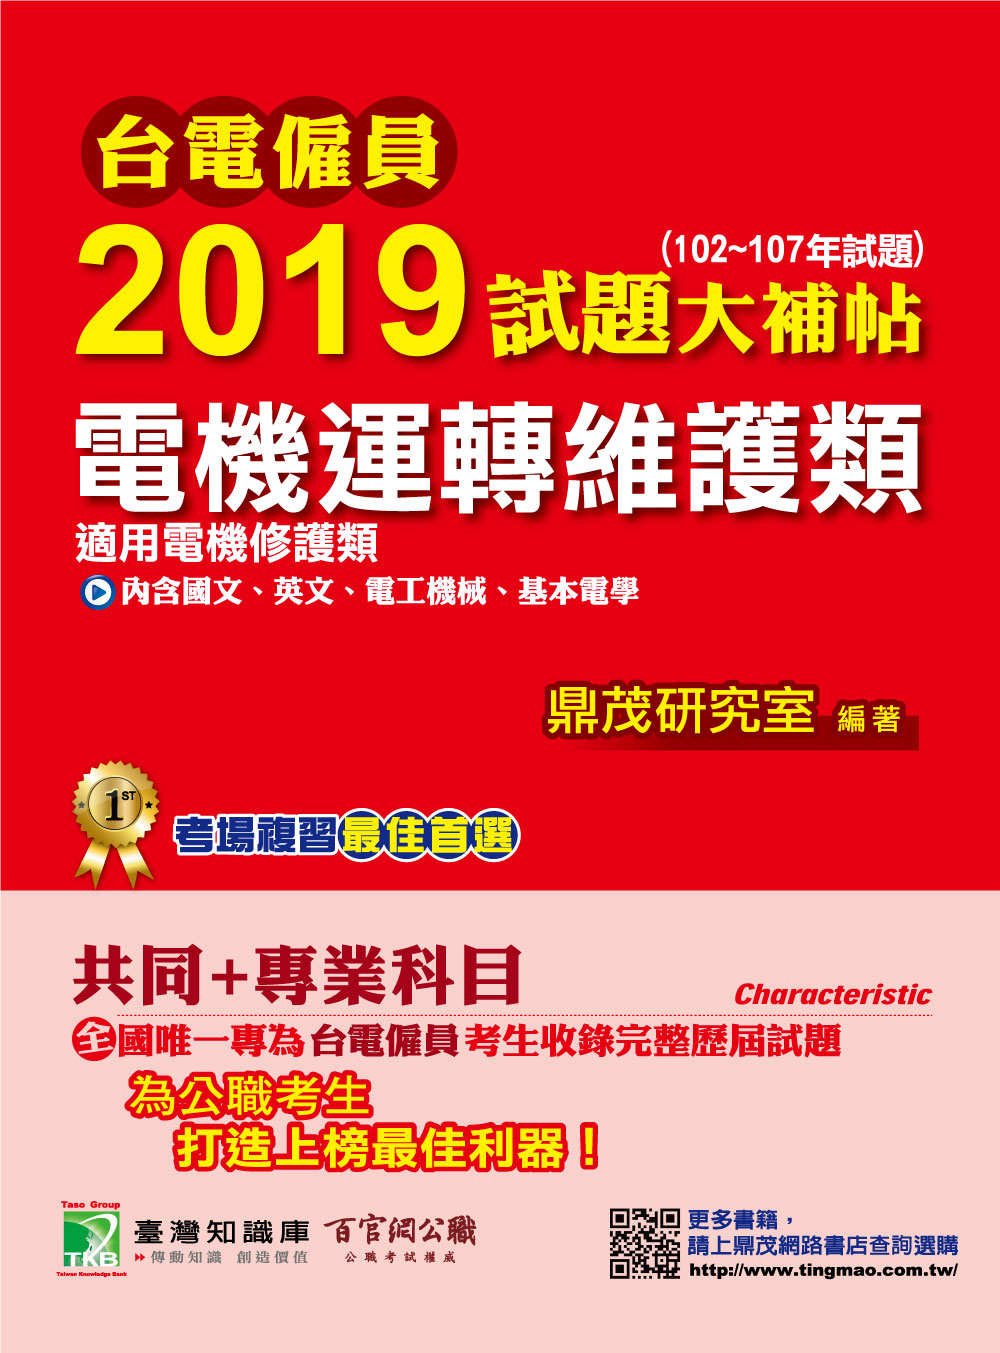 台電僱員
(102~107年試題)
2019試題大補帖
電機運轉維護類
適用電機修護類
內含國文、英文、電工機械、基本電學
鼎茂研究室 編著
1ST
考場複習最佳首選
共同+專業科目
Characteristic
全國唯一專為台電僱員考生收錄完整歷屆試題
為公職考生
打造上榜最佳利器！
Taso Group
TKB
Taiwan Knowledge Bank
臺灣知識庫
傳動知識 創造價值
百官網公職
公職考試權威
更多書籍，
請上鼎茂網路書店查詢選購
http://www.tingmao.com.tw/